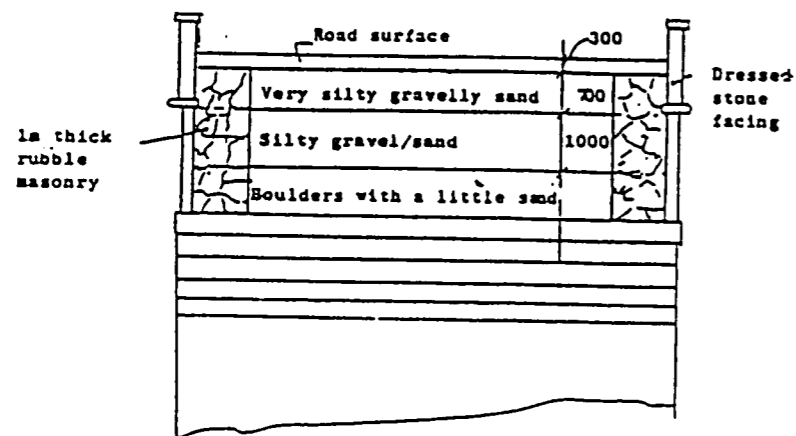 Road surface
300
Very silty gravelly sand
700
Dressed
stone
facing
Silty gravel/sand
1000
1m thick
rubble
masonry
Boulders with a little sand